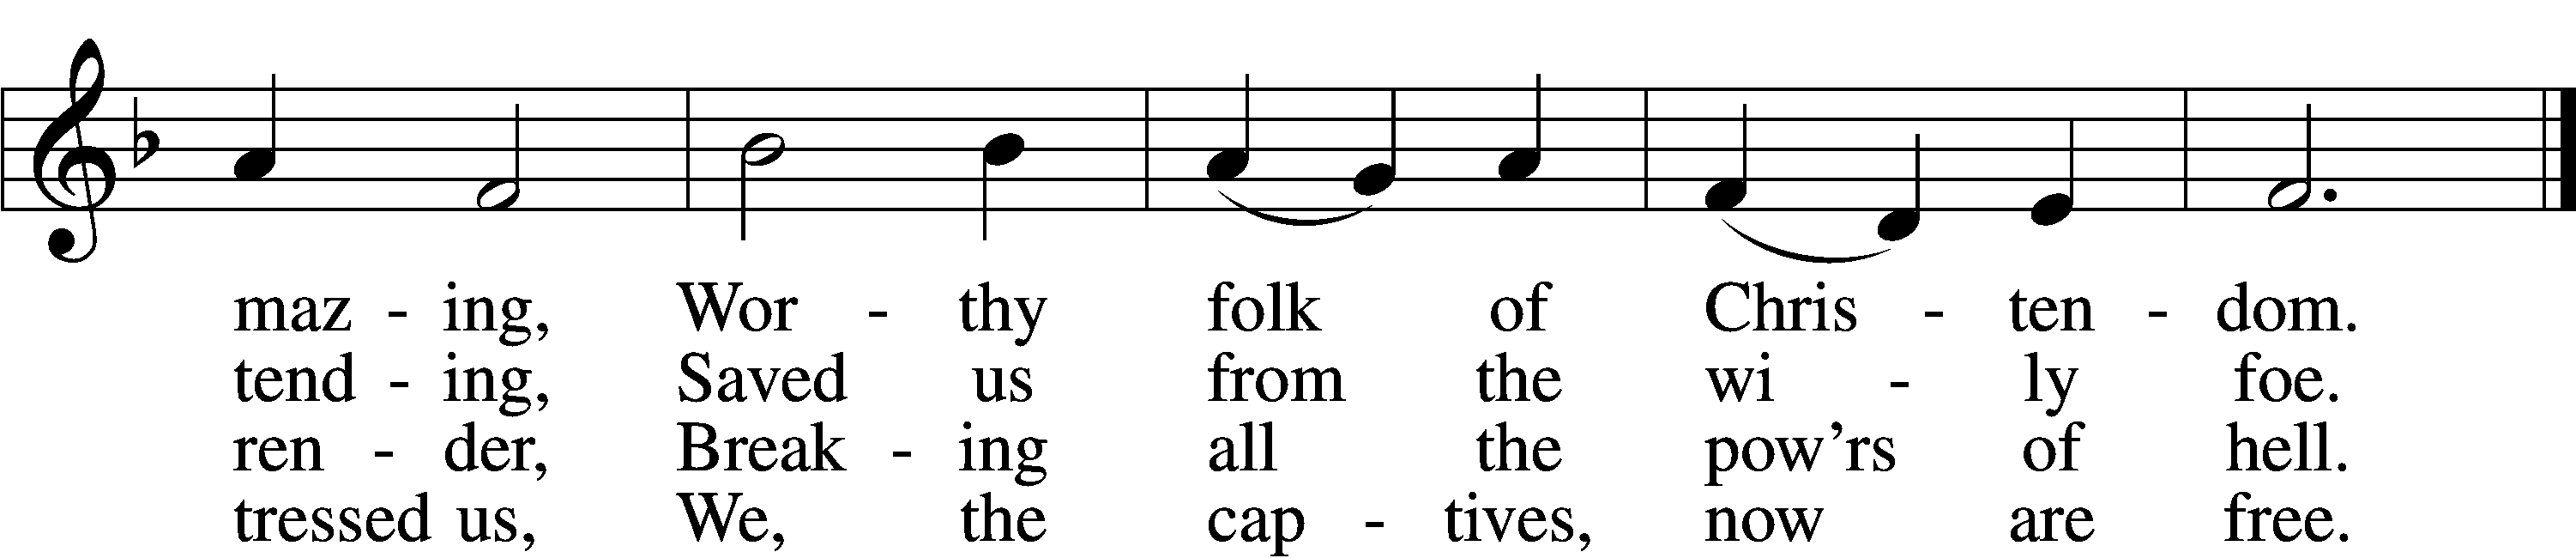 maz - ing, Wor - thy folk of Chris - ten - dom.
tend - ing, Saved us from the wi - ly foe.
ren - der, Break - ing all the pow’rs of hell.
tressed us, We, the cap - tives, now are free.